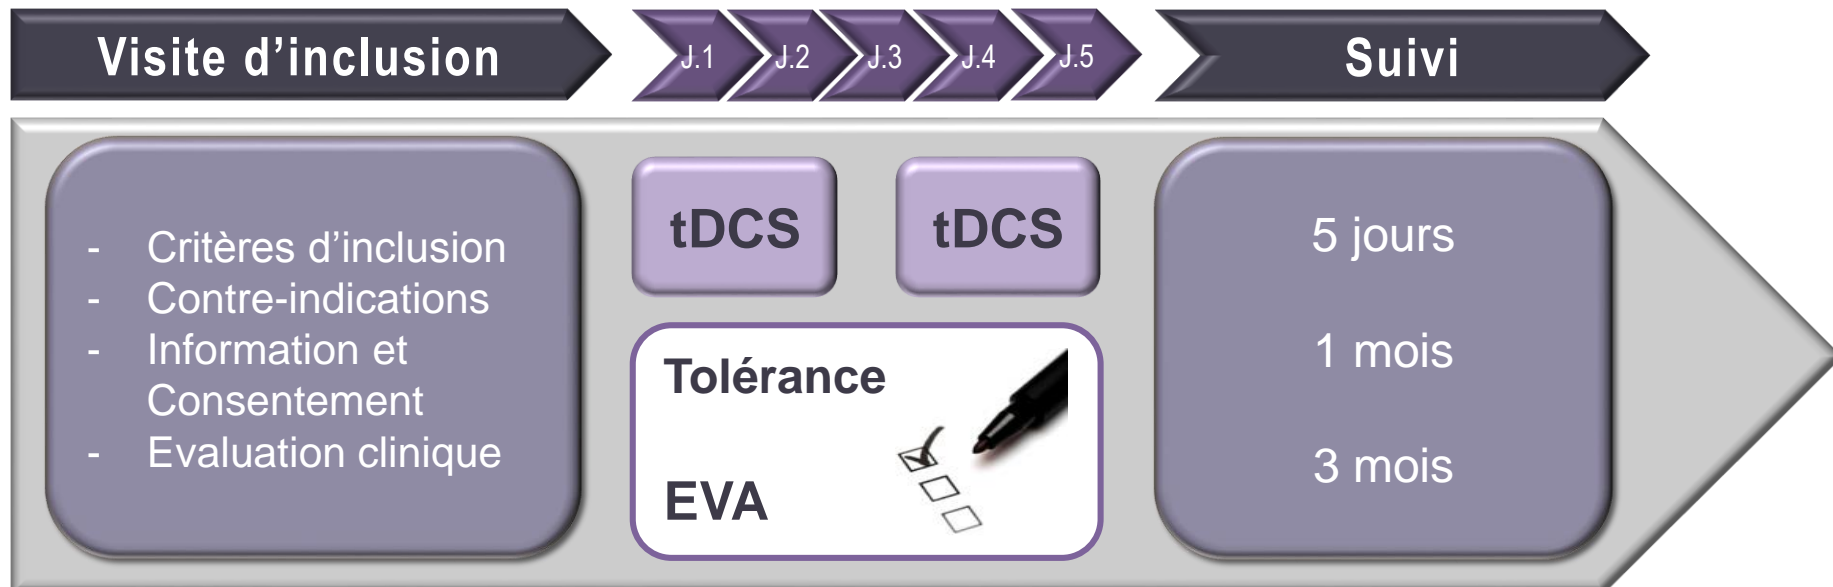 Visite d’inclusion
J.1
J.2
J.3
J.4
J.5
Suivi
- Critères d’inclusion
- Contre-indications
- Information et
Consentement
- Evaluation clinique
tDCS
tDCS
Tolérance
EVA
5 jours
1 mois
3 mois